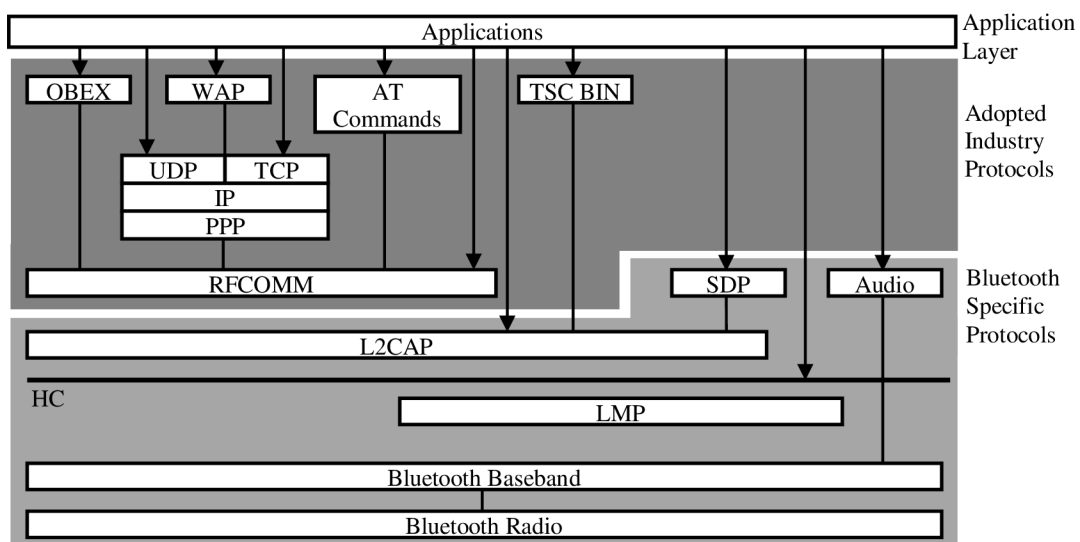 Applications
Application
Layer
OBEX
WAP
AT
Commands
TSC BIN
Adopted
Industry
Protocols
UDP
TCP
IP
PPP
RFCOMM
SDP
Audio
Bluetooth
Specific
Protocols
L2CAP
HC
LMP
Bluetooth Baseband
Bluetooth Radio